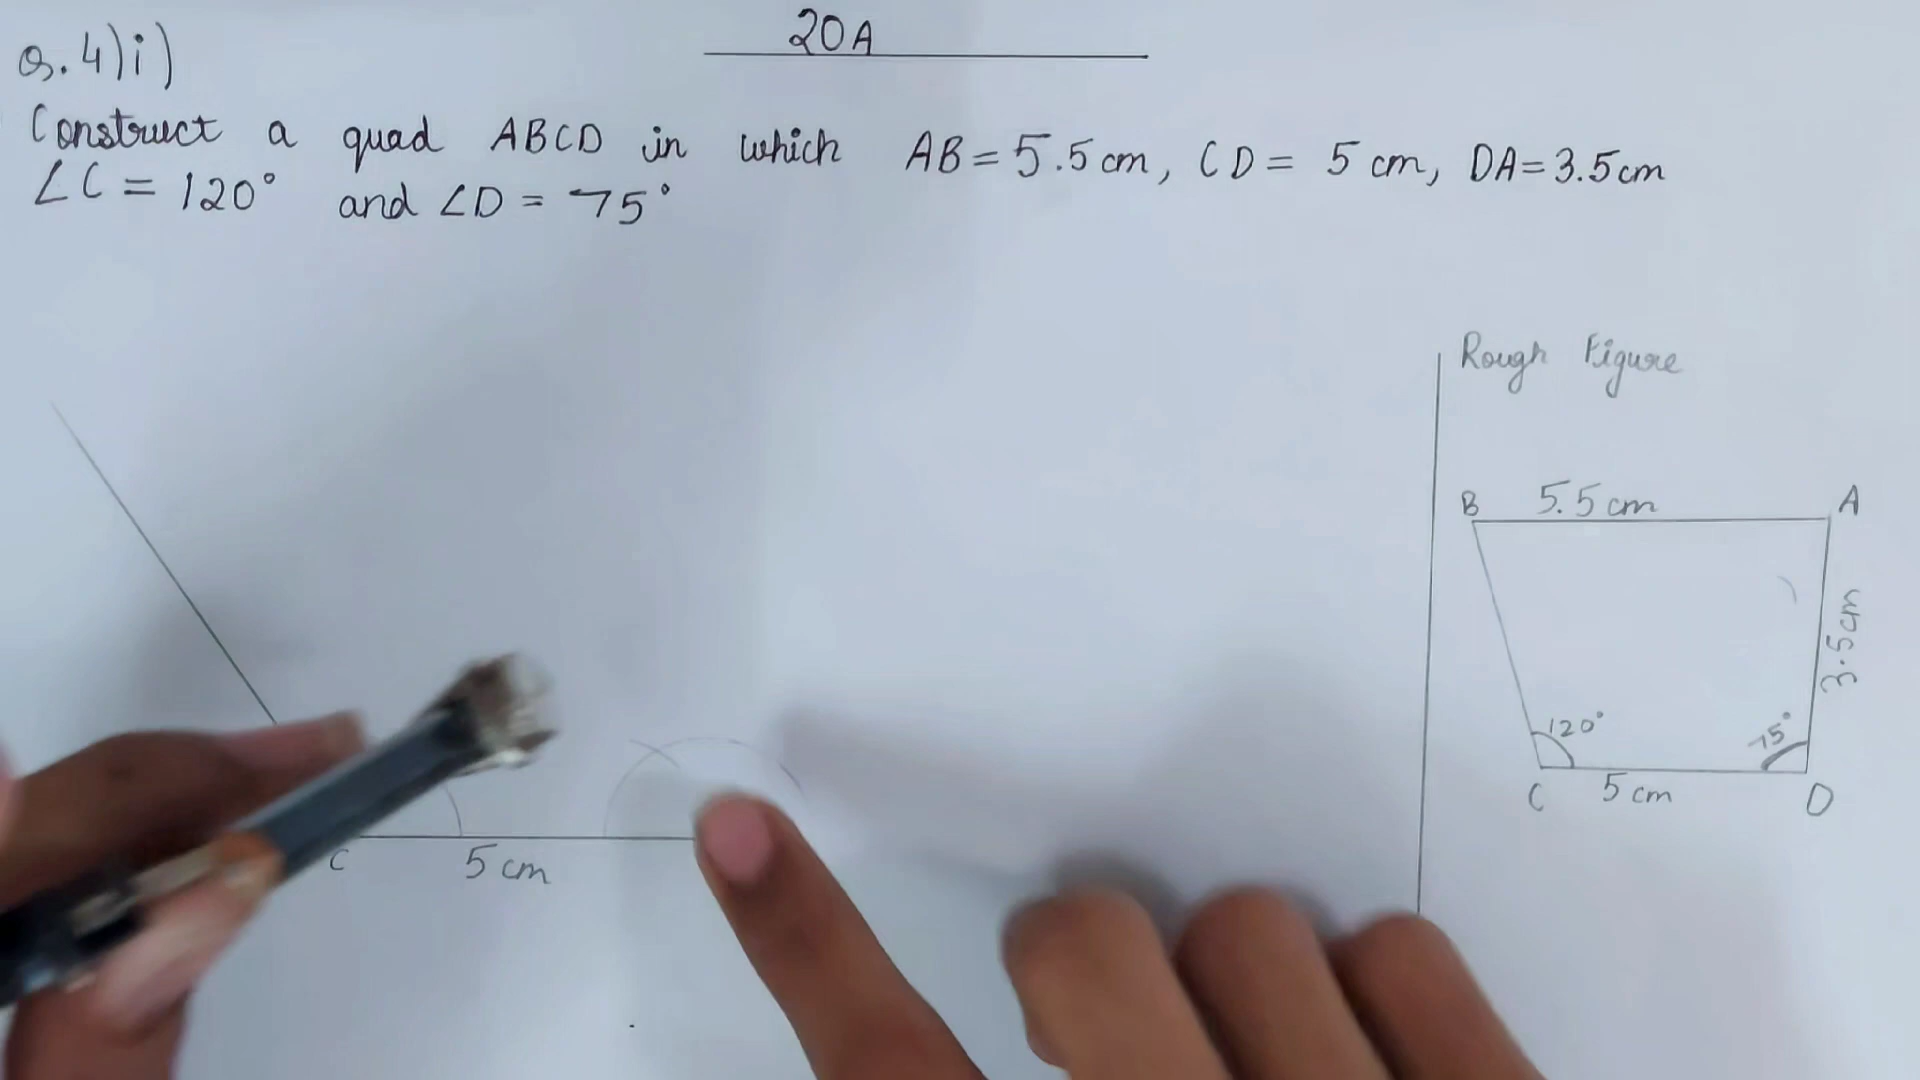 20A
Q. 4) i)
Construct a quad ABCD in which AB = 5.5 cm, CD = 5 cm, DA = 3.5 cm
∠C = 120° and ∠D = 75°
Rough Figure
B 5.5 cm A
3.5 cm
120° 75°
C 5 cm D
C 5 cm